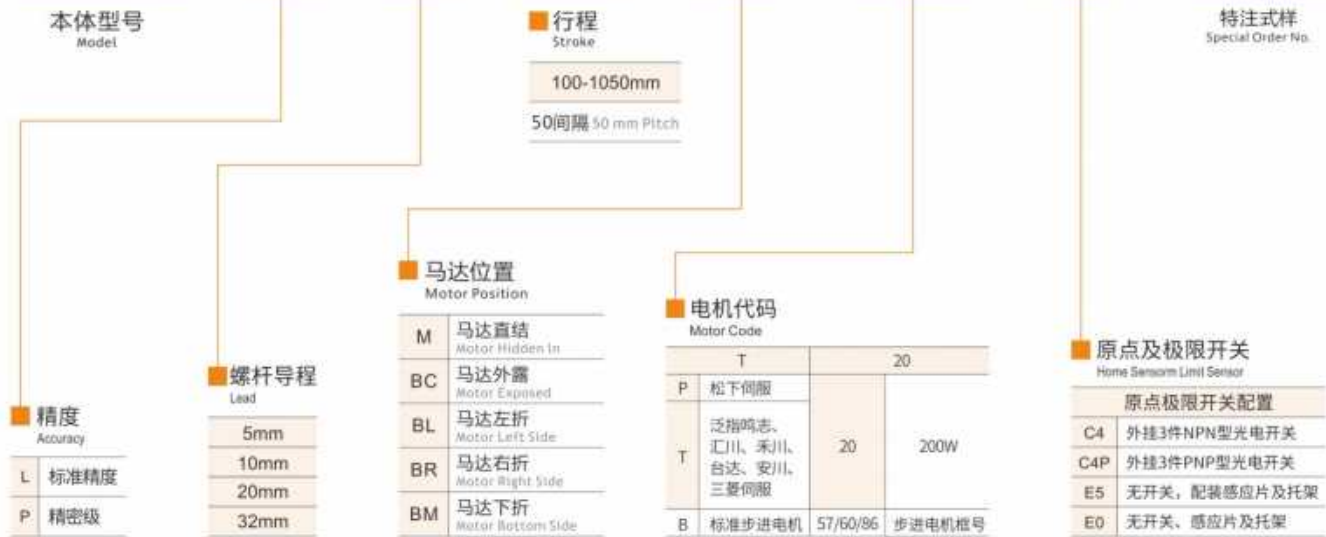 本体型号
Model
行程
Stroke
100-1050mm
50间隔 50 mm Pitch
特注式样
Special Order No.
马达位置
Motor Position
M 马达直结
Motor Hidden In
BC 马达外露
Motor Exposed
BL 马达左折
Motor Left Side
BR 马达右折
Motor Right Side
BM 马达下折
Motor Bottom Side
电机代码
Motor Code
T 20
P 松下伺服
T 泛指鸣志、
汇川、禾川、
台达、安川、
三菱伺服
20 200W
B 标准步进电机 57/60/86 步进电机框号
原点及极限开关
Home Sensorm Limit Sensor
原点极限开关配置
C4 外挂3件NPN型光电开关
C4P 外挂3件PNP型光电开关
E5 无开关，配装感应片及托架
E0 无开关、感应片及托架
螺杆导程
Lead
5mm
10mm
20mm
32mm
精度
Accuracy
L 标准精度
P 精密级